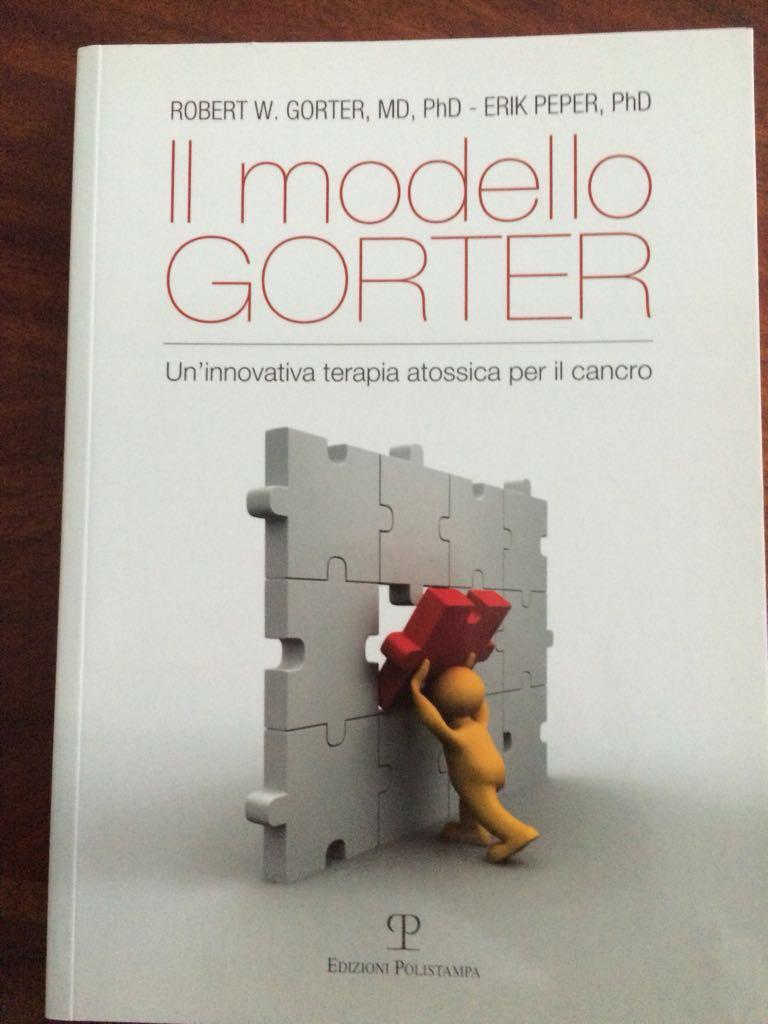 ROBERT W. GORTER, MD, PhD - ERIK PEPER, PhD
Il modello
GORTER
Un'innovativa terapia atossica per il cancro
EDIZIONI POLISTAMPA